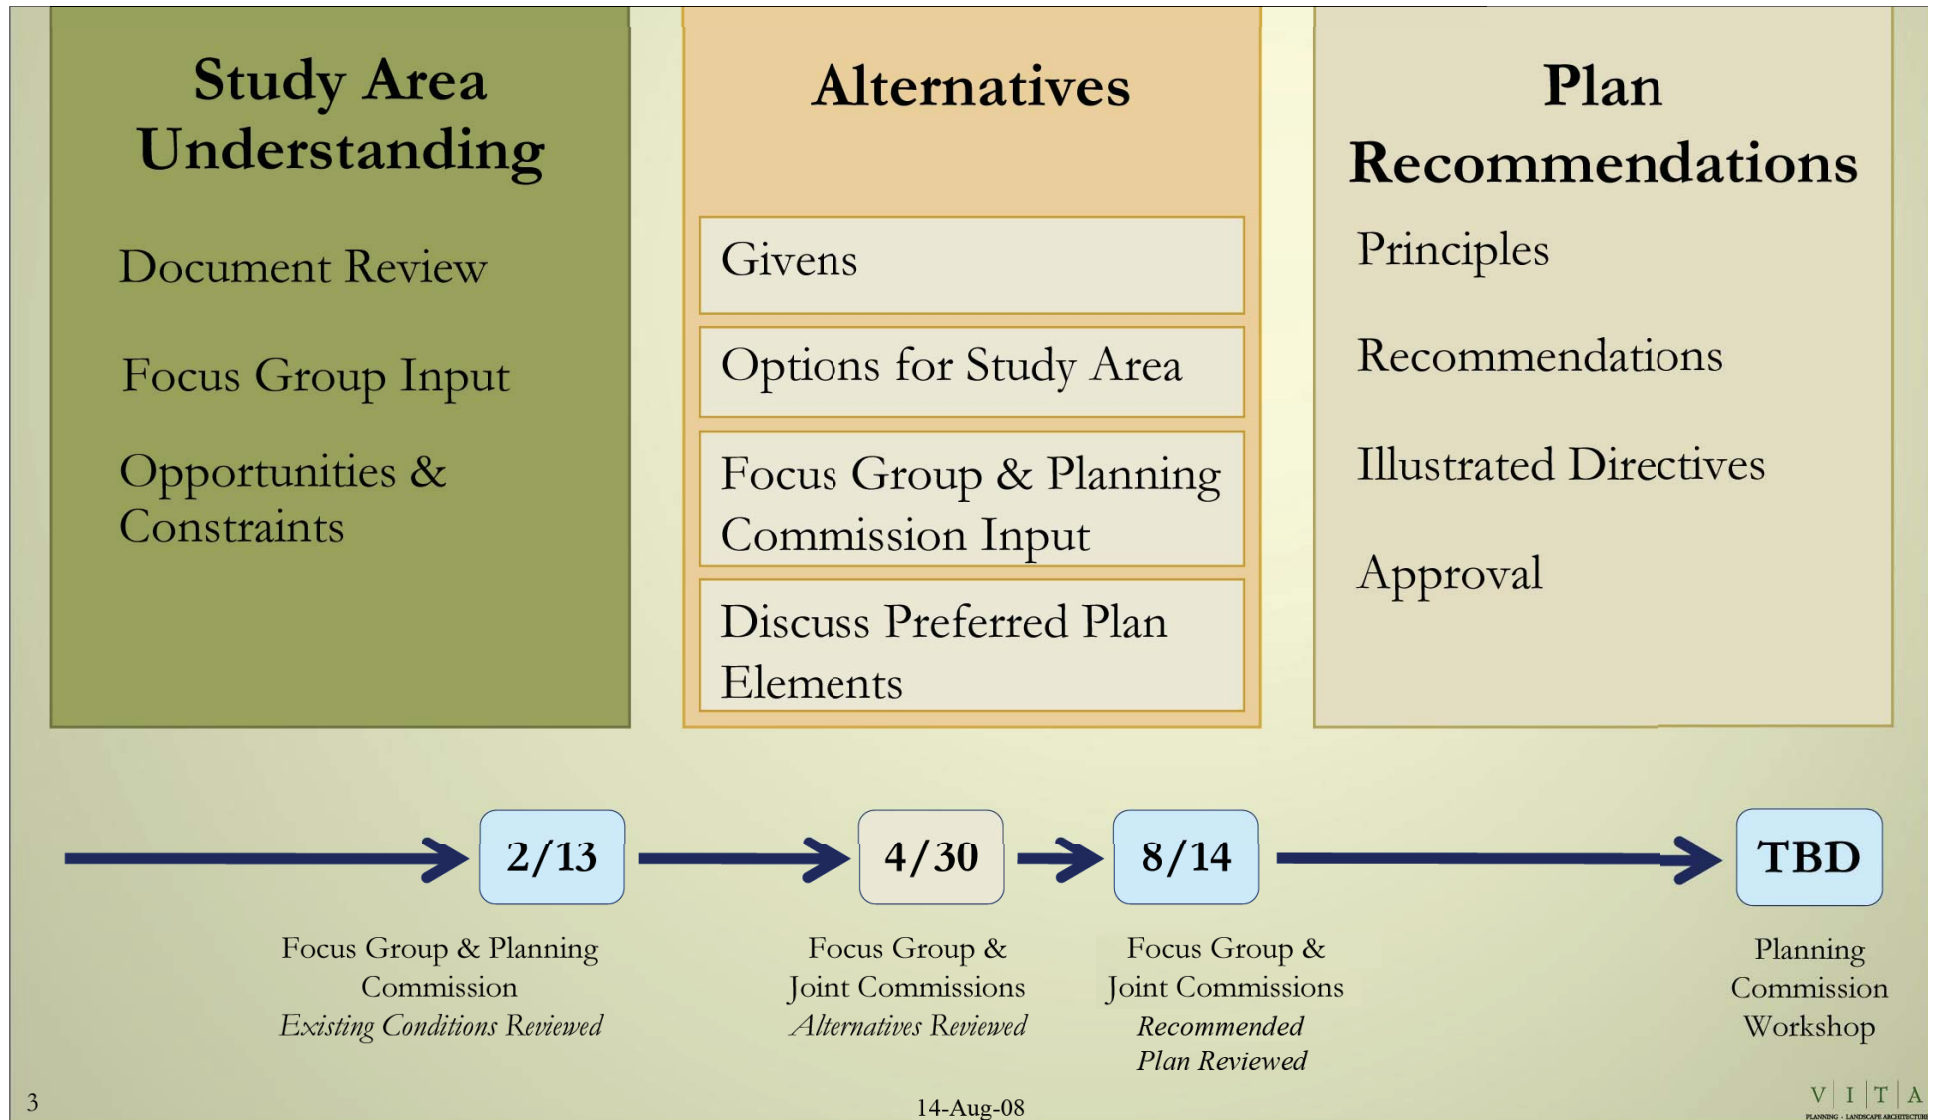 Study Area
Understanding
Document Review
Focus Group Input
Opportunities &
Constraints
Alternatives
Givens
Options for Study Area
Focus Group & Planning
Commission Input
Discuss Preferred Plan
Elements
Plan
Recommendations
Principles
Recommendations
Illustrated Directives
Approval
2/13
4/30
8/14
TBD
Focus Group & Planning
Commission
Existing Conditions Reviewed
Focus Group &
Joint Commissions
Alternatives Reviewed
Focus Group &
Joint Commissions
Recommended
Plan Reviewed
Planning
Commission
Workshop
3
14-Aug-08
V|I|T|A
PLANNING - LANDSCAPE ARCHITECTURE